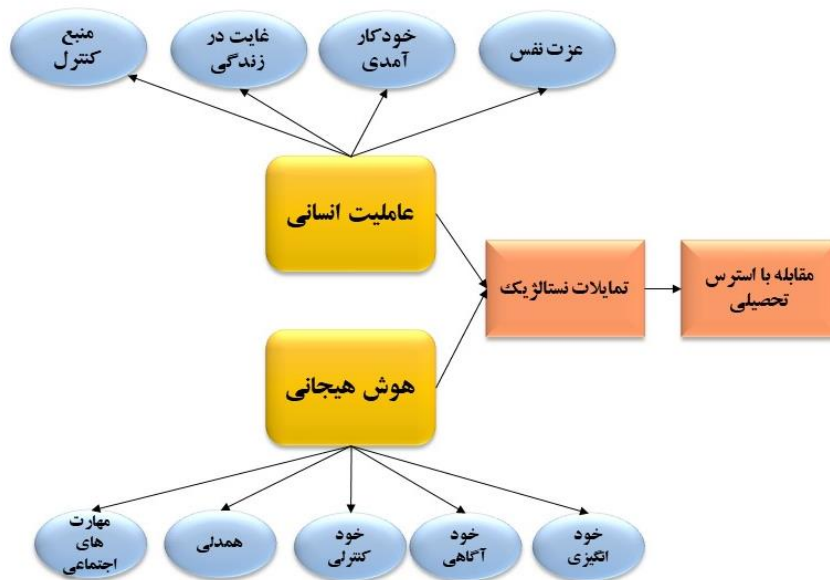 عزت نفس
خودکار
آمدی
غایت در
زندگی
منبع
کنترل
عاملیت انسانی
مقابله با استرس
تحصیلی
تمایلات نستالژیک
هوش هیجانی
خود
انگیزی
خود
آگاهی
خود
کنترلی
همدلی
مهارت
های
اجتماعی